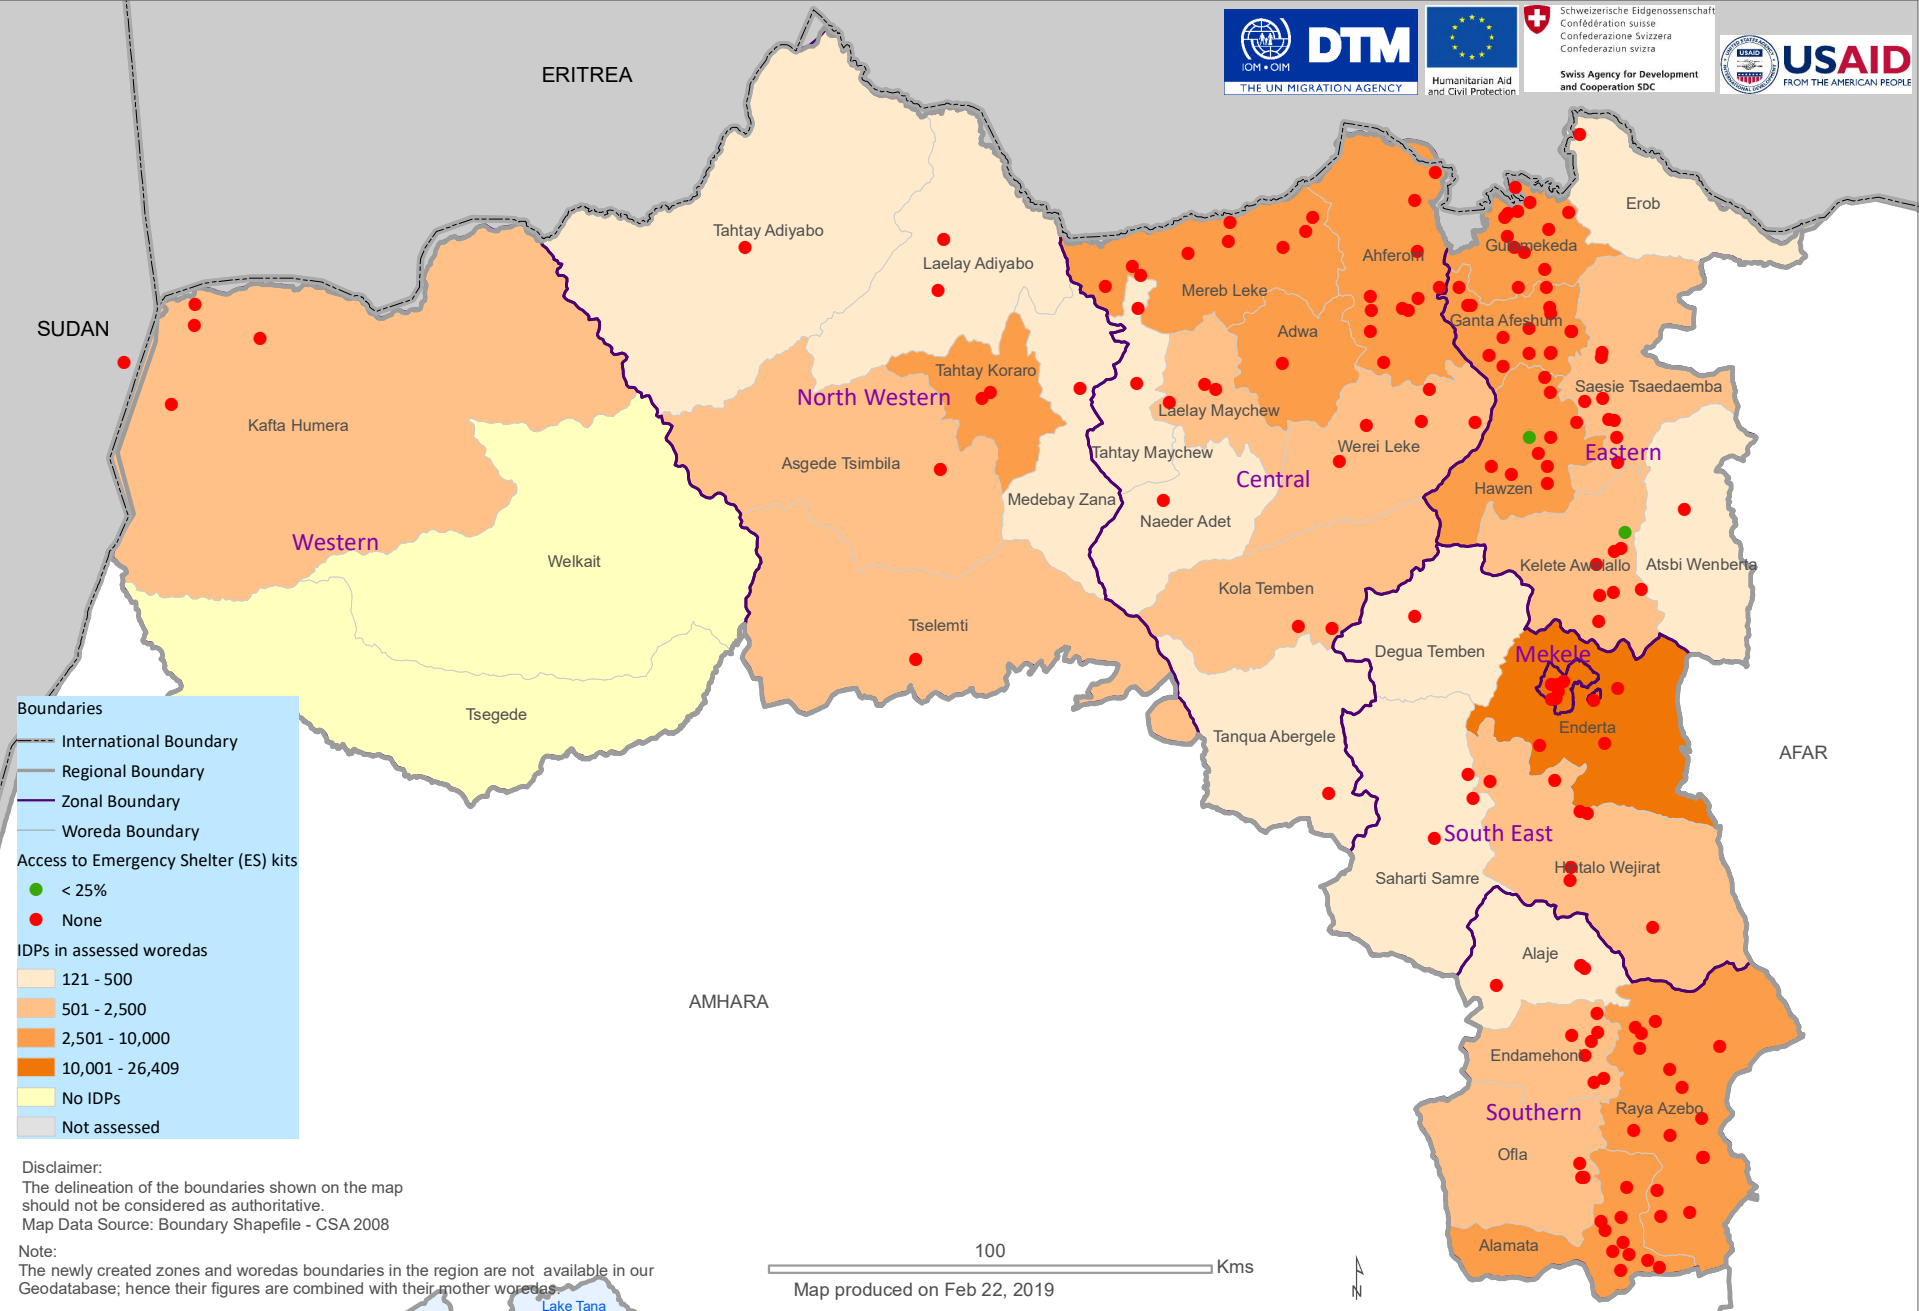 ERITREA
SUDAN
AMHARA
AFAR
IOM • OIM
DTM
THE UN MIGRATION AGENCY
Humanitarian Aid
and Civil Protection
Schweizerische Eidgenossenschaft
Confédération suisse
Confederazione Svizzera
Confederaziun svizra
Swiss Agency for Development
and Cooperation SDC
USAID
USAID
FROM THE AMERICAN PEOPLE
Tahtay Adiyabo
Laelay Adiyabo
Erob
Gulomekeda
Ahferom
Mereb Leke
Adwa
Ganta Afeshum
Tahtay Koraro
North Western
Saesie Tsaedaemba
Laelay Maychew
Kafta Humera
Werei Leke
Tahtay Maychew
Eastern
Asgede Tsimbila
Central
Hawzen
Medebay Zana
Naeder Adet
Western
Welkait
Kelete Awelallo
Atsbi Wenberta
Kola Temben
Tselemti
Degua Temben
Mekele
Tsegede
Enderta
Tanqua Abergele
South East
Hintalo Wejirat
Saharti Samre
Alaje
Endamehoni
Raya Azebo
Southern
Ofla
Alamata
Boundaries
International Boundary
Regional Boundary
Zonal Boundary
Woreda Boundary
Access to Emergency Shelter (ES) kits
< 25%
None
IDPs in assessed woredas
121 - 500
501 - 2,500
2,501 - 10,000
10,001 - 26,409
No IDPs
Not assessed
Disclaimer:
The delineation of the boundaries shown on the map
should not be considered as authoritative.
Map Data Source: Boundary Shapefile - CSA 2008
Note:
The newly created zones and woredas boundaries in the region are not available in our
Geodatabase; hence their figures are combined with their mother woredas.
Lake Tana
100
Kms
Map produced on Feb 22, 2019
N